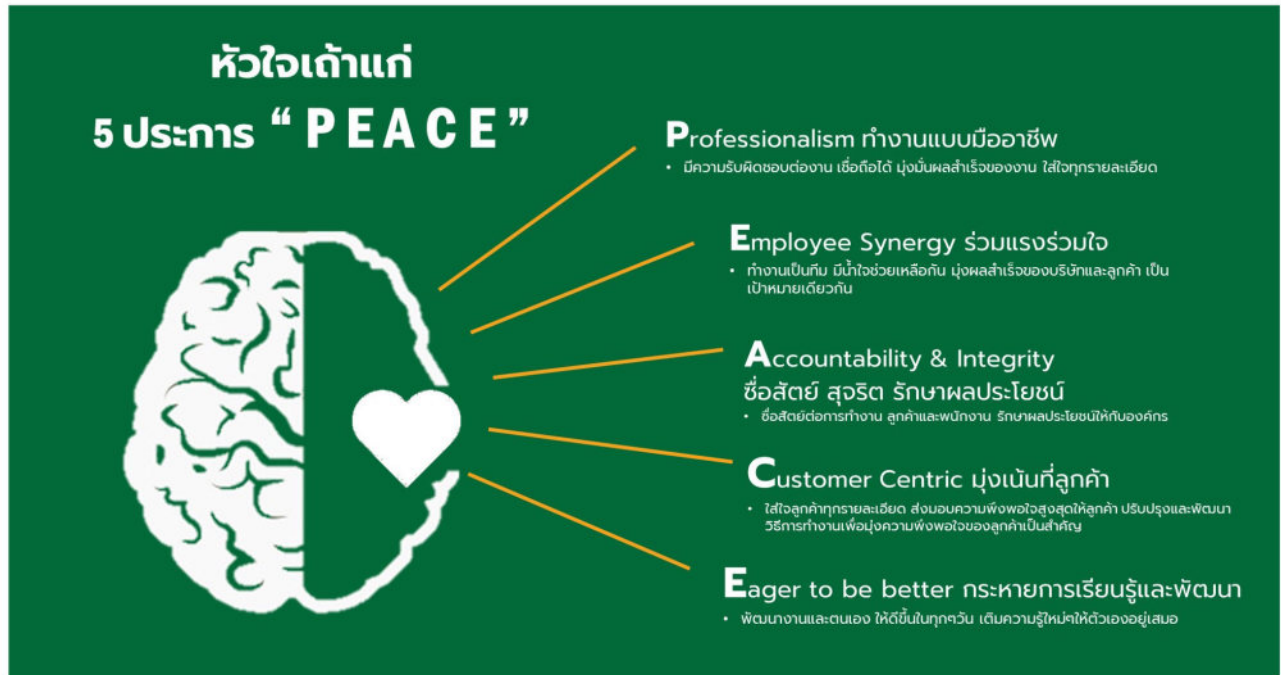 หัวใจเถ้าแก่
5 ประการ “ PEACE ”
Professionalism ทำงานแบบมืออาชีพ
• มีความรับผิดชอบต่องาน เชื่อถือได้ มุ่งมั่นผลสำเร็จของงาน ใส่ใจทุกรายละเอียด
Employee Synergy ร่วมแรงร่วมใจ
• ทำงานเป็นทีม มีน้ำใจช่วยเหลือกัน มุ่งผลสำเร็จของบริษัทและลูกค้า เป็น
เป้าหมายเดียวกัน
Accountability & Integrity
ซื่อสัตย์ สุจริต รักษาผลประโยชน์
• ซื่อสัตย์ต่อการทำงาน ลูกค้าและพนักงาน รักษาผลประโยชน์ให้กับองค์กร
Customer Centric มุ่งเน้นที่ลูกค้า
• ใส่ใจลูกค้าทุกรายละเอียด ส่งมอบความพึงพอใจสูงสุดให้ลูกค้า ปรับปรุงและพัฒนา
วิธีการทำงานเพื่อมุ่งความพึงพอใจของลูกค้าเป็นสำคัญ
Eager to be better กระหายการเรียนรู้และพัฒนา
• พัฒนางานและตนเอง ให้ดีขึ้นในทุกๆวัน เติมความรู้ใหม่ๆให้ตัวเองอยู่เสมอ